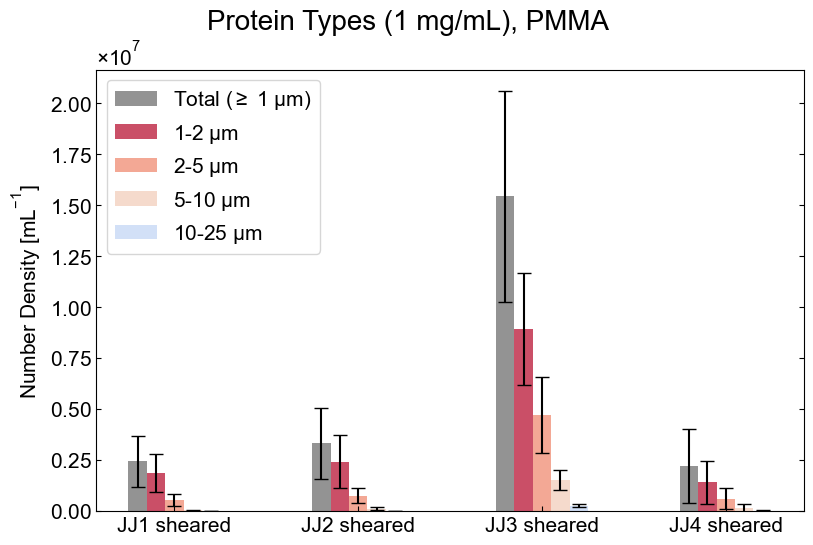 Protein Types (1 mg/mL), PMMA
×10⁷
2.00
1.75
1.50
1.25
1.00
0.75
0.50
0.25
0.00
Number Density [mL⁻¹]
Total (≥ 1 µm)
1-2 µm
2-5 µm
5-10 µm
10-25 µm
JJ1 sheared
JJ2 sheared
JJ3 sheared
JJ4 sheared